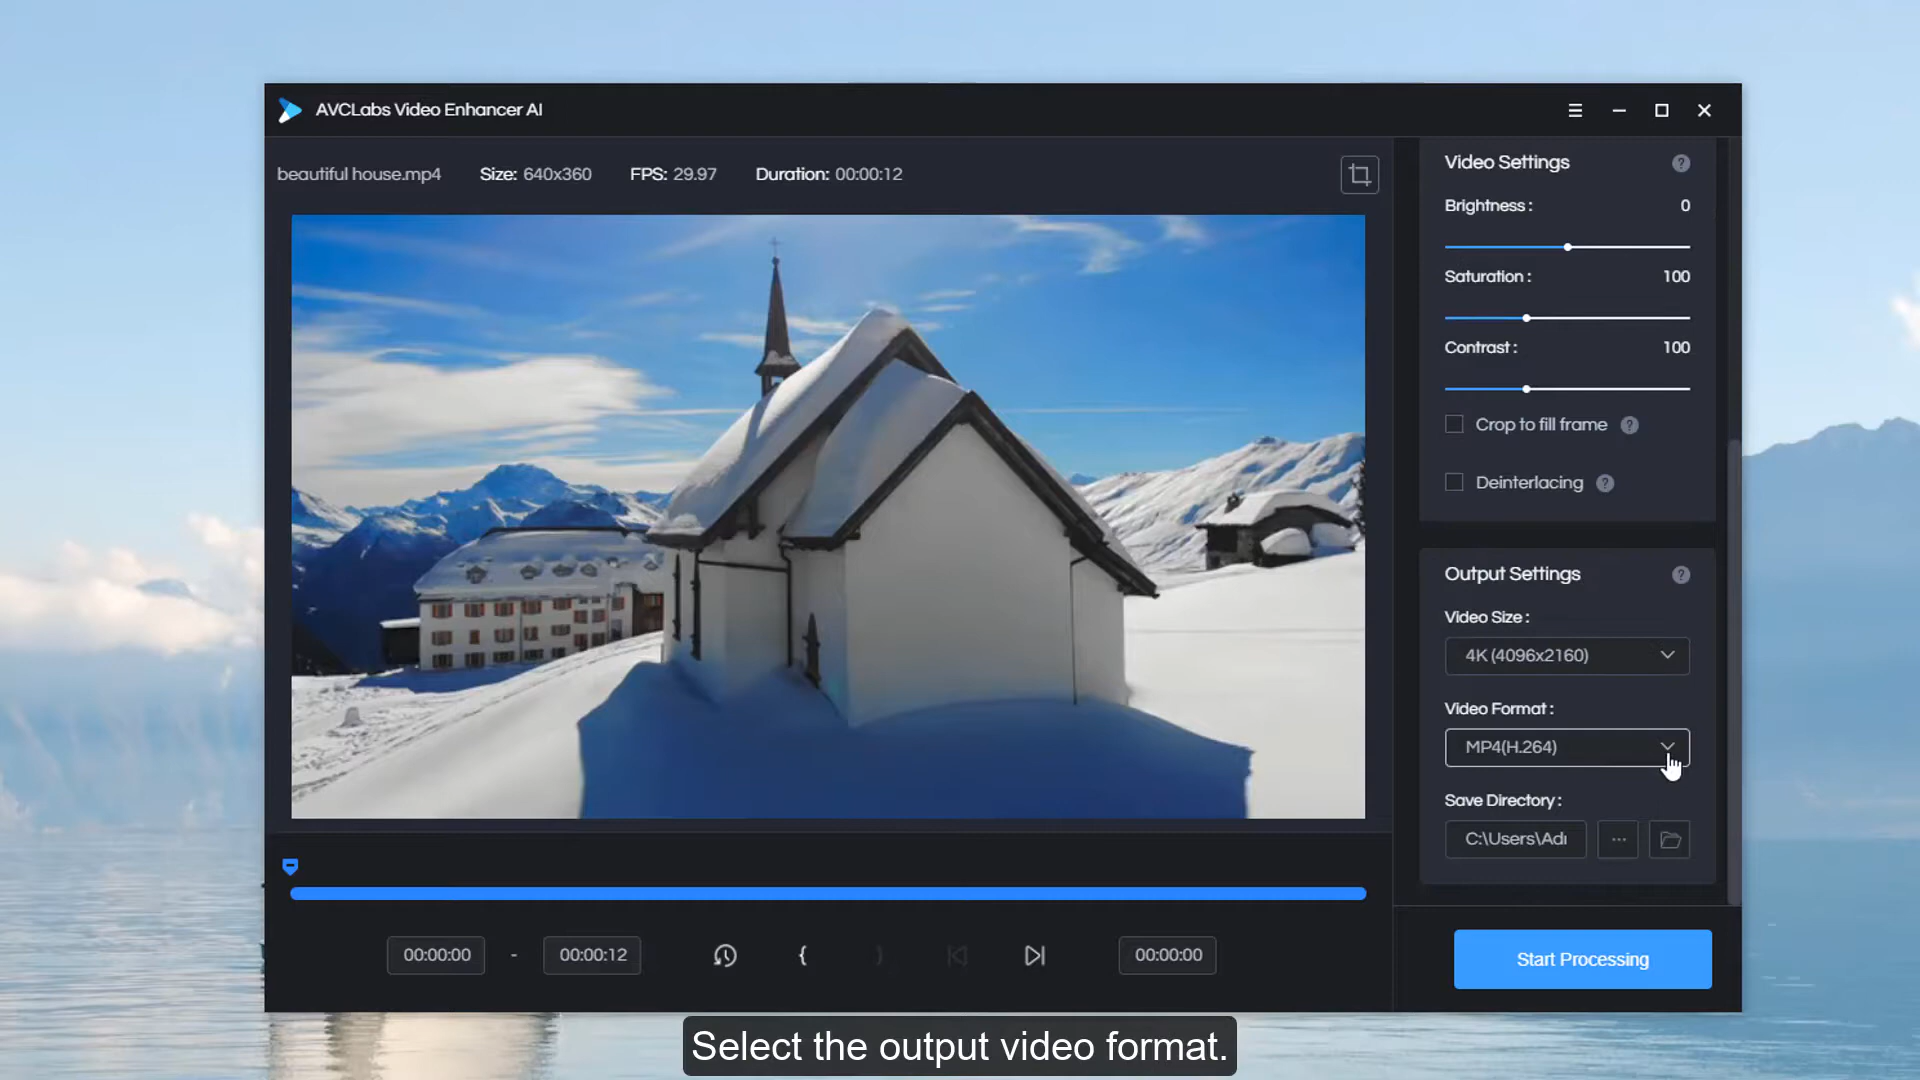 AVCLabs Video Enhancer AI
beautiful house.mp4 Size: 640x360 FPS: 29.97 Duration: 00:00:12
Video Settings ?
Brightness : 0
Saturation : 100
Contrast : 100
Crop to fill frame ?
Deinterlacing ?
Output Settings ?
Video Size :
4K (4096x2160)
Video Format :
MP4(H.264)
Save Directory :
C:\Users\Adı ...
00:00:00 - 00:00:12 { } 00:00:00
Start Processing
Select the output video format.